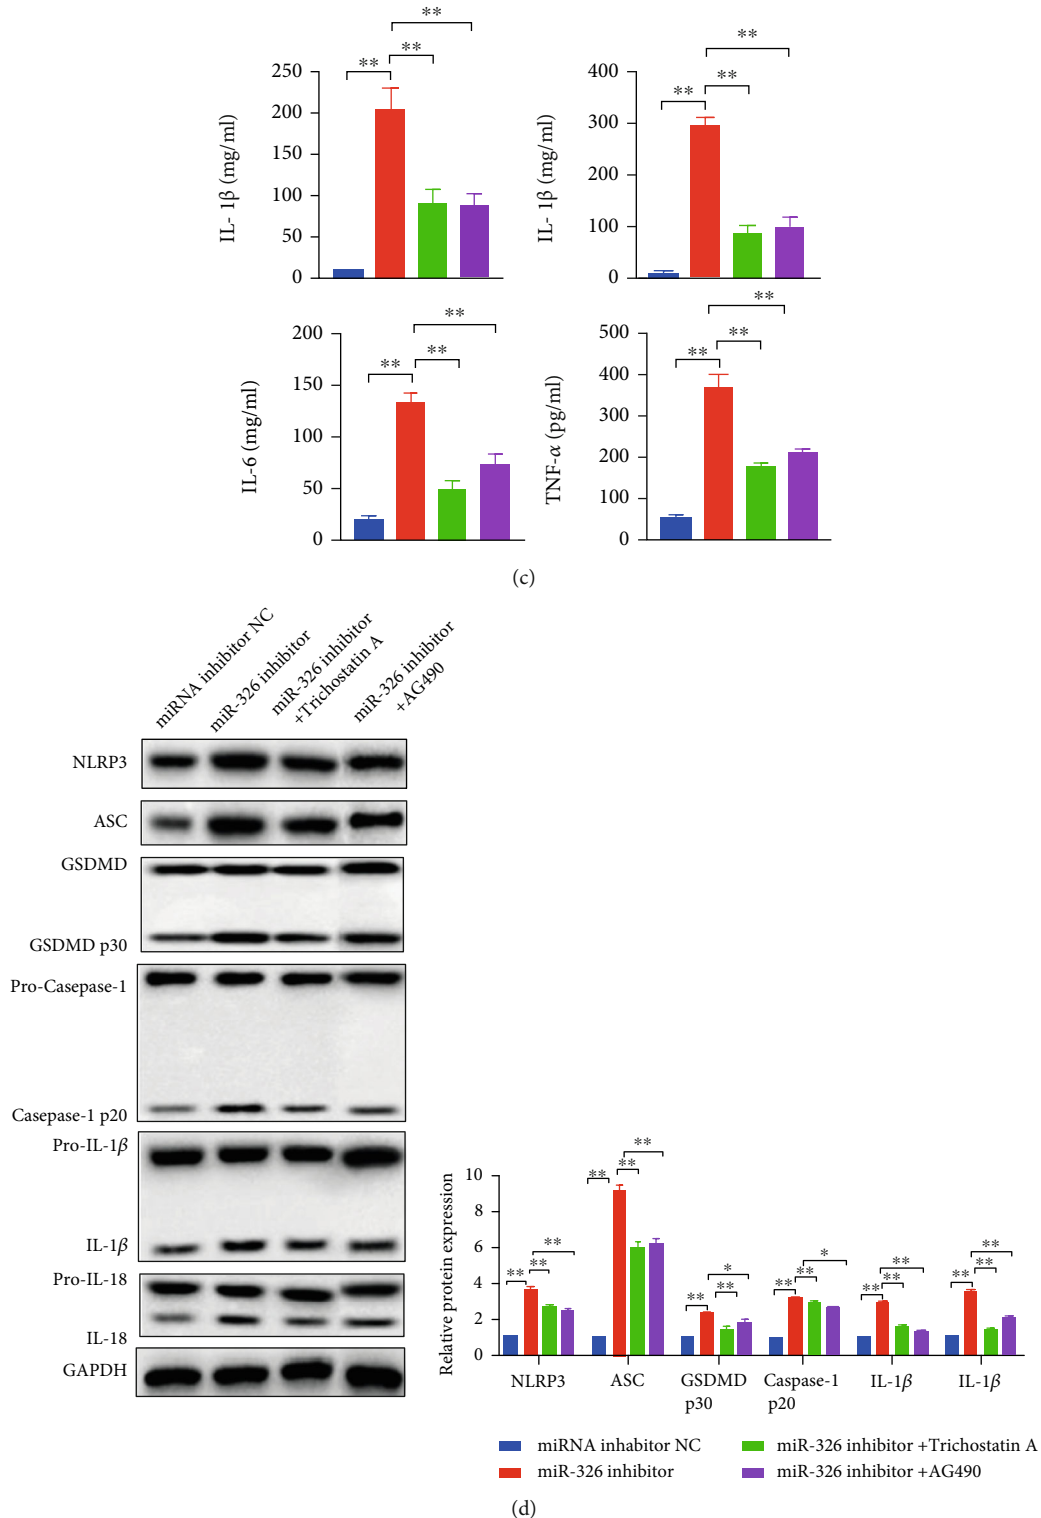 ** ** **
250
200
150
100
50
0
IL- 1β (mg/ml)
** ** **
400
300
200
100
0
IL- 1β (mg/ml)
** ** **
200
150
100
50
0
IL-6 (mg/ml)
** ** **
500
400
300
200
100
0
TNF-α (pg/ml)
(c)
miRNA inhibitor NC
miR-326 inhibitor
miR-326 inhibitor
+Trichostatin A
miR-326 inhibitor
+AG490
NLRP3
ASC
GSDMD
GSDMD p30
Pro-Casepase-1
Casepase-1 p20
Pro-IL-1β
IL-1β
Pro-IL-18
IL-18
GAPDH
Relative protein expression
10
8
6
4
2
0
** ** **
** ** **
** ** *
** ** *
** ** **
** ** **
NLRP3
ASC
GSDMD
p30
Caspase-1
p20
IL-1β
IL-1β
miRNA inhabitor NC
miR-326 inhibitor
miR-326 inhibitor +Trichostatin A
miR-326 inhibitor +AG490
(d)